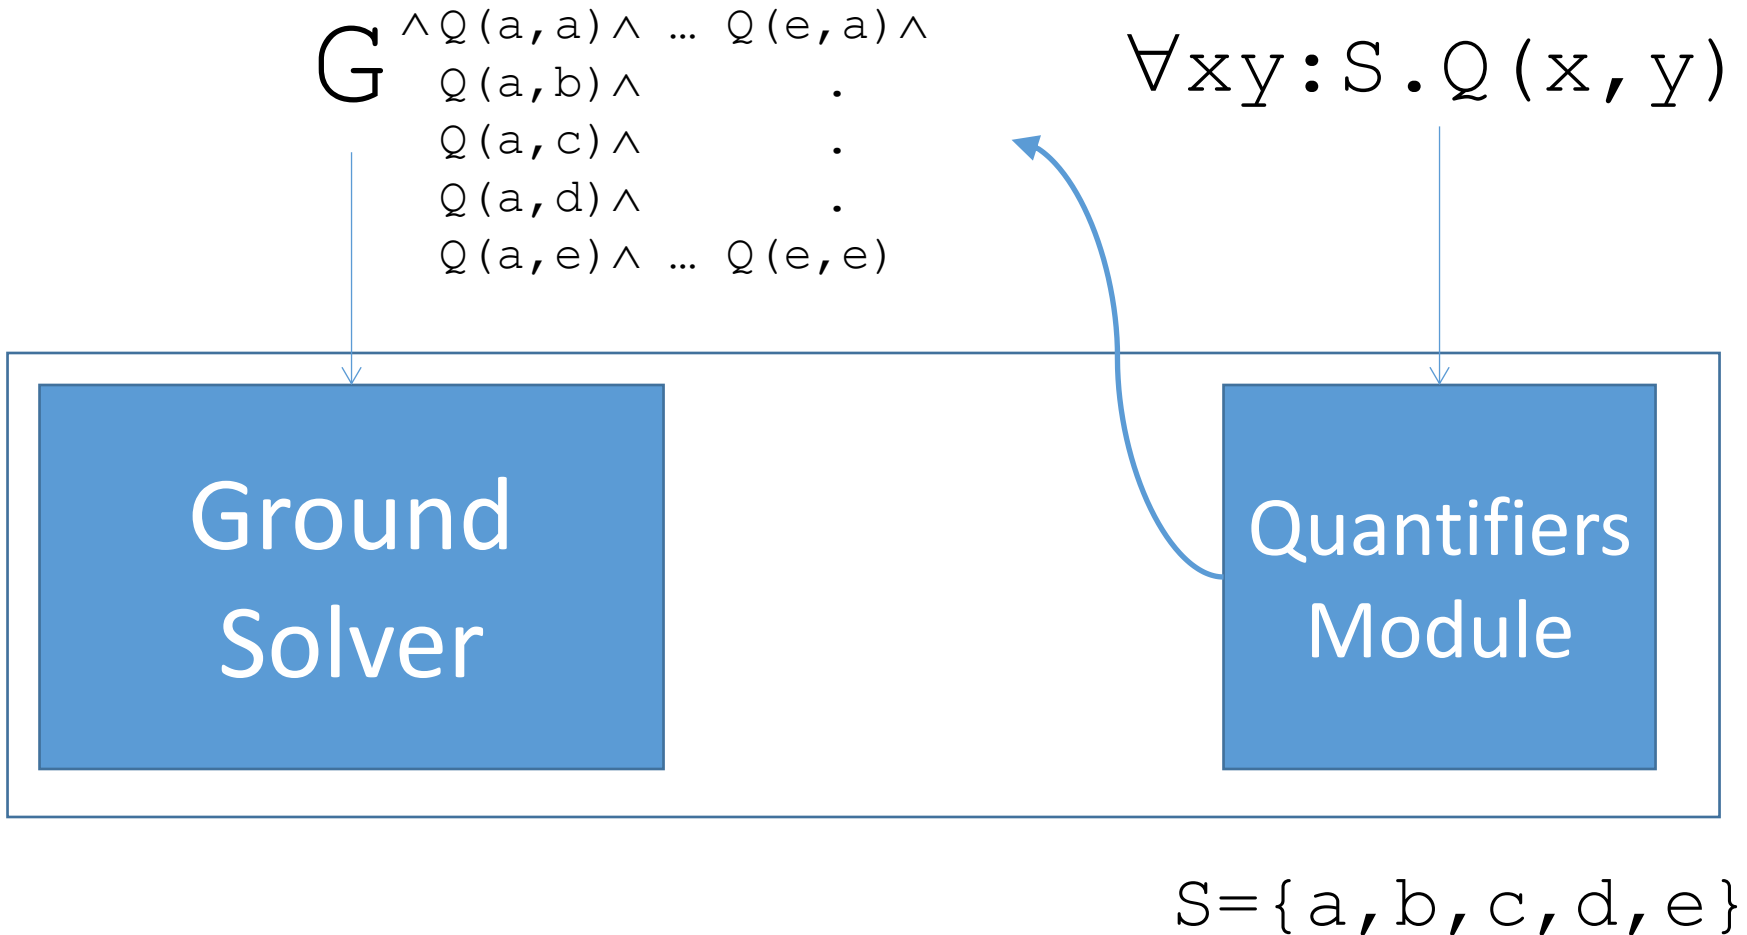 G ∧Q(a,a)∧ … Q(e,a)∧
Q(a,b)∧ .
Q(a,c)∧ .
Q(a,d)∧ .
Q(a,e)∧ … Q(e,e)
∀xy:S.Q(x,y)
Ground
Solver
Quantifiers
Module
S={a,b,c,d,e}